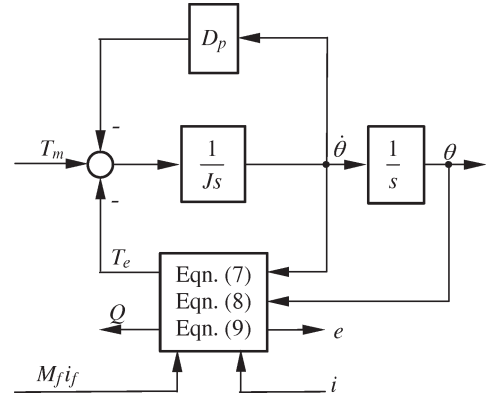 D_p
-
T_m
1
Js
θ̇
1
s
θ
-
T_e
Eqn. (7)
Eqn. (8)
Q
Eqn. (9)
e
M_f i_f
i